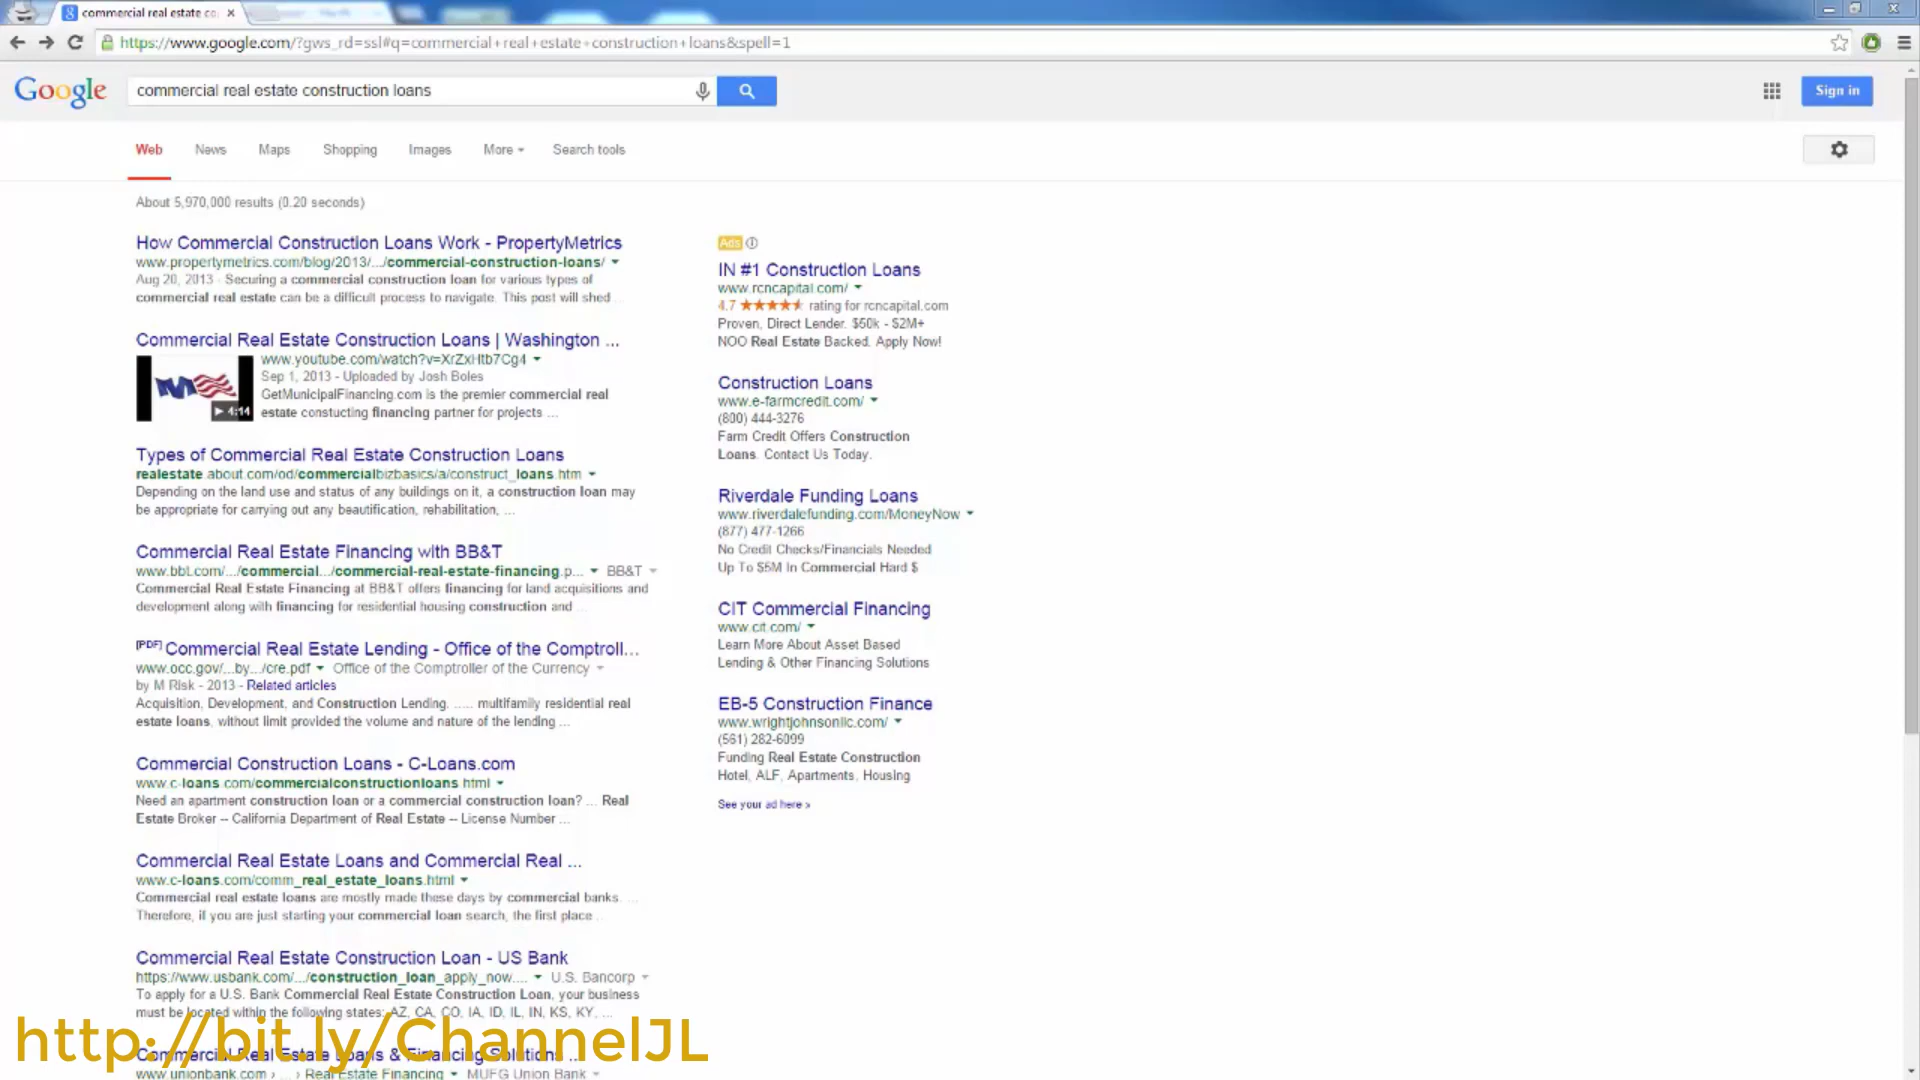 commercial real estate co
https://www.google.com/?gws_rd=ssl#q=commercial+real+estate+construction+loans&spell=1
Google
commercial real estate construction loans
Sign in
Web News Maps Shopping Images More Search tools
About 5,970,000 results (0.20 seconds)
How Commercial Construction Loans Work - PropertyMetrics
www.propertymetrics.com/blog/2013/.../commercial-construction-loans/
Aug 20, 2013 - Securing a commercial construction loan for various types of
commercial real estate can be a difficult process to navigate. This post will shed
Commercial Real Estate Construction Loans | Washington ...
www.youtube.com/watch?v=XrZxHtb7Cg4
Sep 1, 2013 - Uploaded by Josh Boles
GetMunicipalFinancing.com is the premier commercial real
estate constucting financing partner for projects ...
4:14
Types of Commercial Real Estate Construction Loans
realestate.about.com/od/commercialbizbasics/a/construct_loans.htm
Depending on the land use and status of any buildings on it, a construction loan may
be appropriate for carrying out any beautification, rehabilitation, ...
Commercial Real Estate Financing with BB&T
www.bbt.com/.../commercial.../commercial-real-estate-financing.p... BB&T
Commercial Real Estate Financing at BB&T offers financing for land acquisitions and
development along with financing for residential housing construction and ...
[PDF] Commercial Real Estate Lending - Office of the Comptroll...
www.occ.gov/...by.../cre.pdf Office of the Comptroller of the Currency
by M Risk - 2013 - Related articles
Acquisition, Development, and Construction Lending. ..... multifamily residential real
estate loans, without limit provided the volume and nature of the lending ...
Commercial Construction Loans - C-Loans.com
www.c-loans.com/commercialconstructionloans.html
Need an apartment construction loan or a commercial construction loan? ... Real
Estate Broker -- California Department of Real Estate -- License Number ...
Commercial Real Estate Loans and Commercial Real ...
www.c-loans.com/comm_real_estate_loans.html
Commercial real estate loans are mostly made these days by commercial banks. ...
Therefore, if you are just starting your commercial loan search, the first place ...
Commercial Real Estate Construction Loan - US Bank
https://www.usbank.com/.../construction_loan_apply_now.... U.S. Bancorp
To apply for a U.S. Bank Commercial Real Estate Construction Loan, your business
must be located within the following states: AZ, CA, CO, IA, ID, IL, IN, KS, KY, ...
Commercial Real Estate Loans & Financing Solutions ...
www.unionbank.com › ... › Real Estate Financing MUFG Union Bank
Ads
IN #1 Construction Loans
www.rcncapital.com/
4.7 rating for rcncapital.com
Proven, Direct Lender. $50k - $2M+
NOO Real Estate Backed. Apply Now!
Construction Loans
www.e-farmcredit.com/
(800) 444-3276
Farm Credit Offers Construction
Loans. Contact Us Today.
Riverdale Funding Loans
www.riverdalefunding.com/MoneyNow
(877) 477-1266
No Credit Checks/Financials Needed
Up To $5M In Commercial Hard $
CIT Commercial Financing
www.cit.com/
Learn More About Asset Based
Lending & Other Financing Solutions
EB-5 Construction Finance
www.wrightjohnsonllc.com/
(561) 282-6099
Funding Real Estate Construction
Hotel, ALF, Apartments, Housing
See your ad here »
http://bit.ly/ChannelJL